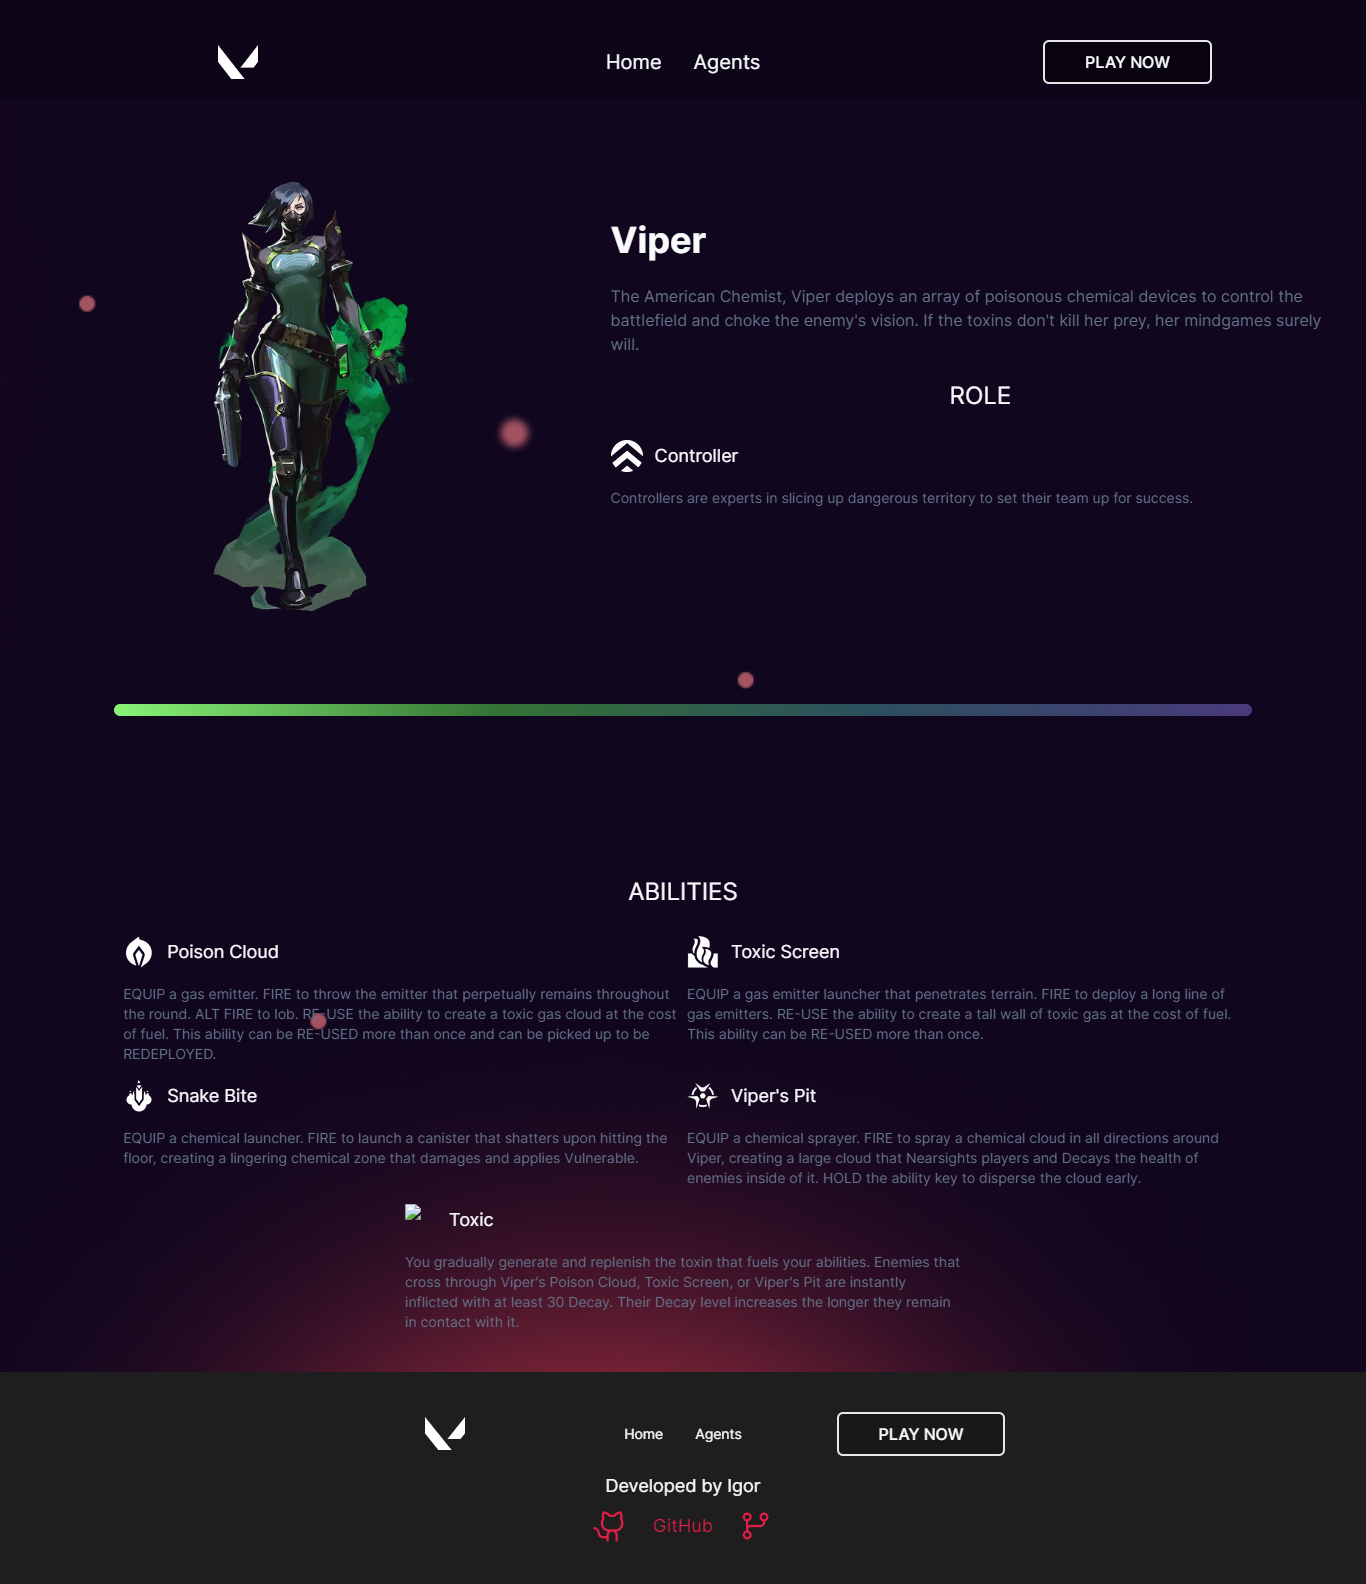 Home Agents PLAY NOW
Viper
The American Chemist, Viper deploys an array of poisonous chemical devices to control the
battlefield and choke the enemy's vision. If the toxins don't kill her prey, her mindgames surely
will.
ROLE
Controller
Controllers are experts in slicing up dangerous territory to set their team up for success.
ABILITIES
Poison Cloud
EQUIP a gas emitter. FIRE to throw the emitter that perpetually remains throughout
the round. ALT FIRE to lob. RE-USE the ability to create a toxic gas cloud at the cost
of fuel. This ability can be RE-USED more than once and can be picked up to be
REDEPLOYED.
Toxic Screen
EQUIP a gas emitter launcher that penetrates terrain. FIRE to deploy a long line of
gas emitters. RE-USE the ability to create a tall wall of toxic gas at the cost of fuel.
This ability can be RE-USED more than once.
Snake Bite
EQUIP a chemical launcher. FIRE to launch a canister that shatters upon hitting the
floor, creating a lingering chemical zone that damages and applies Vulnerable.
Viper's Pit
EQUIP a chemical sprayer. FIRE to spray a chemical cloud in all directions around
Viper, creating a large cloud that Nearsights players and Decays the health of
enemies inside of it. HOLD the ability key to disperse the cloud early.
Toxic
You gradually generate and replenish the toxin that fuels your abilities. Enemies that
cross through Viper's Poison Cloud, Toxic Screen, or Viper's Pit are instantly
inflicted with at least 30 Decay. Their Decay level increases the longer they remain
in contact with it.
Home Agents PLAY NOW
Developed by Igor
GitHub